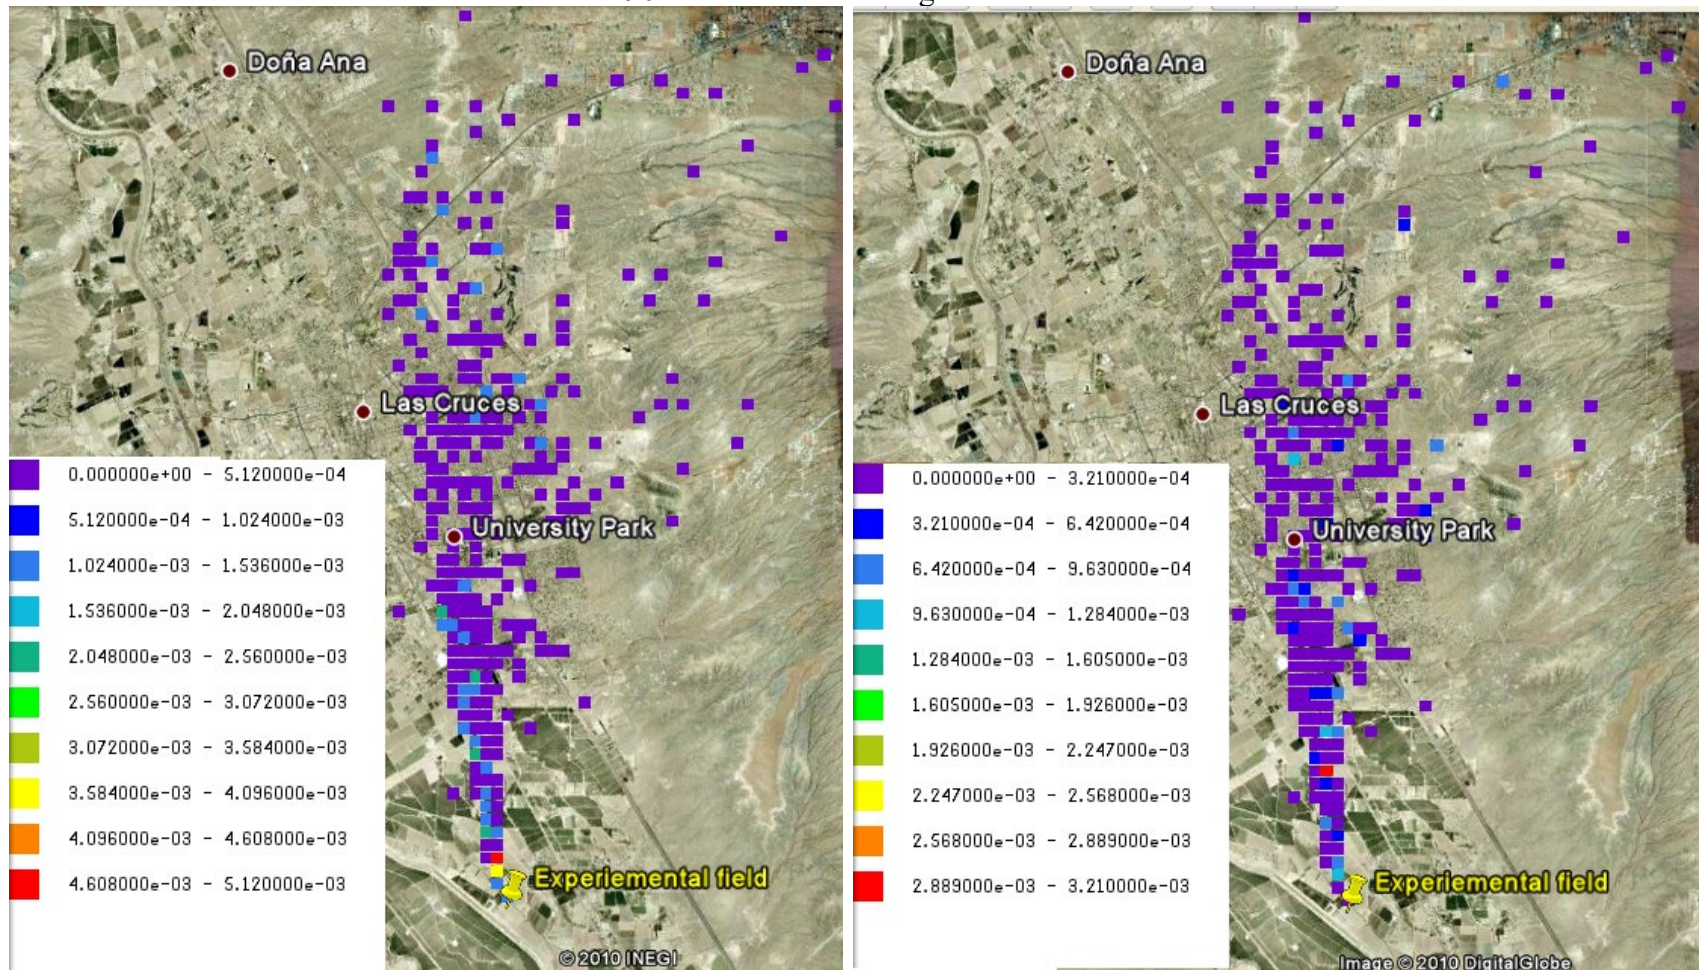 Doña Ana
Las Cruces
0.000000e+00 - 5.120000e-04
5.120000e-04 - 1.024000e-03
University Park
1.024000e-03 - 1.536000e-03
1.536000e-03 - 2.048000e-03
2.048000e-03 - 2.560000e-03
2.560000e-03 - 3.072000e-03
3.072000e-03 - 3.584000e-03
3.584000e-03 - 4.096000e-03
4.096000e-03 - 4.608000e-03
4.608000e-03 - 5.120000e-03
Experiemental field
© 2010 INEGI
Doña Ana
Las Cruces
0.000000e+00 - 3.210000e-04
3.210000e-04 - 6.420000e-04
University Park
6.420000e-04 - 9.630000e-04
9.630000e-04 - 1.284000e-03
1.284000e-03 - 1.605000e-03
1.605000e-03 - 1.926000e-03
1.926000e-03 - 2.247000e-03
2.247000e-03 - 2.568000e-03
2.568000e-03 - 2.889000e-03
2.889000e-03 - 3.210000e-03
Experiemental field
Image © 2010 DigitalGlobe